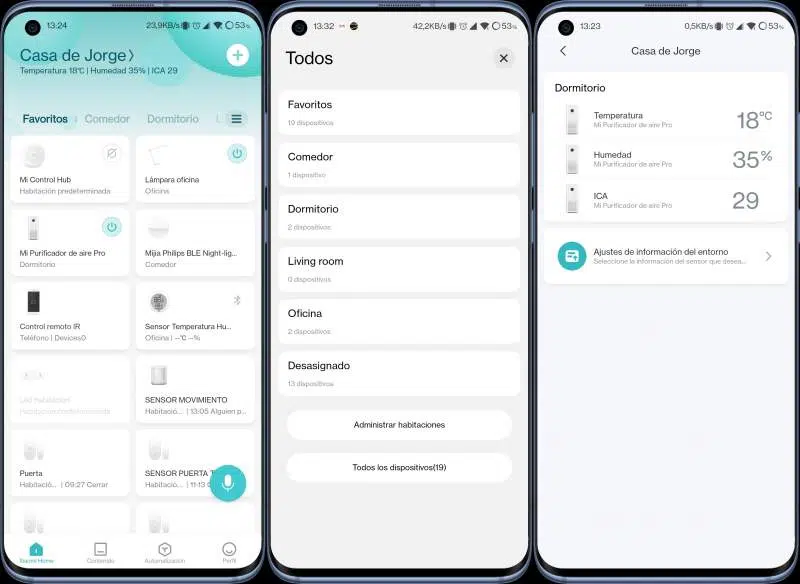 13:24
23,9KB/s
53%
Casa de Jorge
Temperatura 18℃ | Humedad 35% | ICA 29
Favoritos
Comedor
Dormitorio
L
Mi Control Hub
Habitación predeterminada
Lámpara oficina
Oficina
Mi Purificador de aire Pro
Dormitorio
Mijia Philips BLE Night-lig...
Comedor
Control remoto IR
Teléfono | Devices0
Sensor Temperatura Hu...
Oficina | --℃ --%
Led habitacion
Habitación predeterminada
SENSOR MOVIMIENTO
Habitació... | 13:05 Alguien p...
Puerta
Habitació... | 09:27 Cerrar
SENSOR PUERTA T
Habitació... | 11:13
Xiaomi Home
Contenido
Automatización
Perfil
13:32
42,2KB/s
53%
Todos
Favoritos
19 dispositivos
Comedor
1 dispositivo
Dormitorio
2 dispositivos
Living room
0 dispositivos
Oficina
2 dispositivos
Desasignado
13 dispositivos
Administrar habitaciones
Todos los dispositivos(19)
13:23
0,5KB/s
53%
Casa de Jorge
Dormitorio
Temperatura
Mi Purificador de aire Pro
18℃
Humedad
Mi Purificador de aire Pro
35%
ICA
Mi Purificador de aire Pro
29
Ajustes de información del entorno
Seleccione la información del sensor que desea...